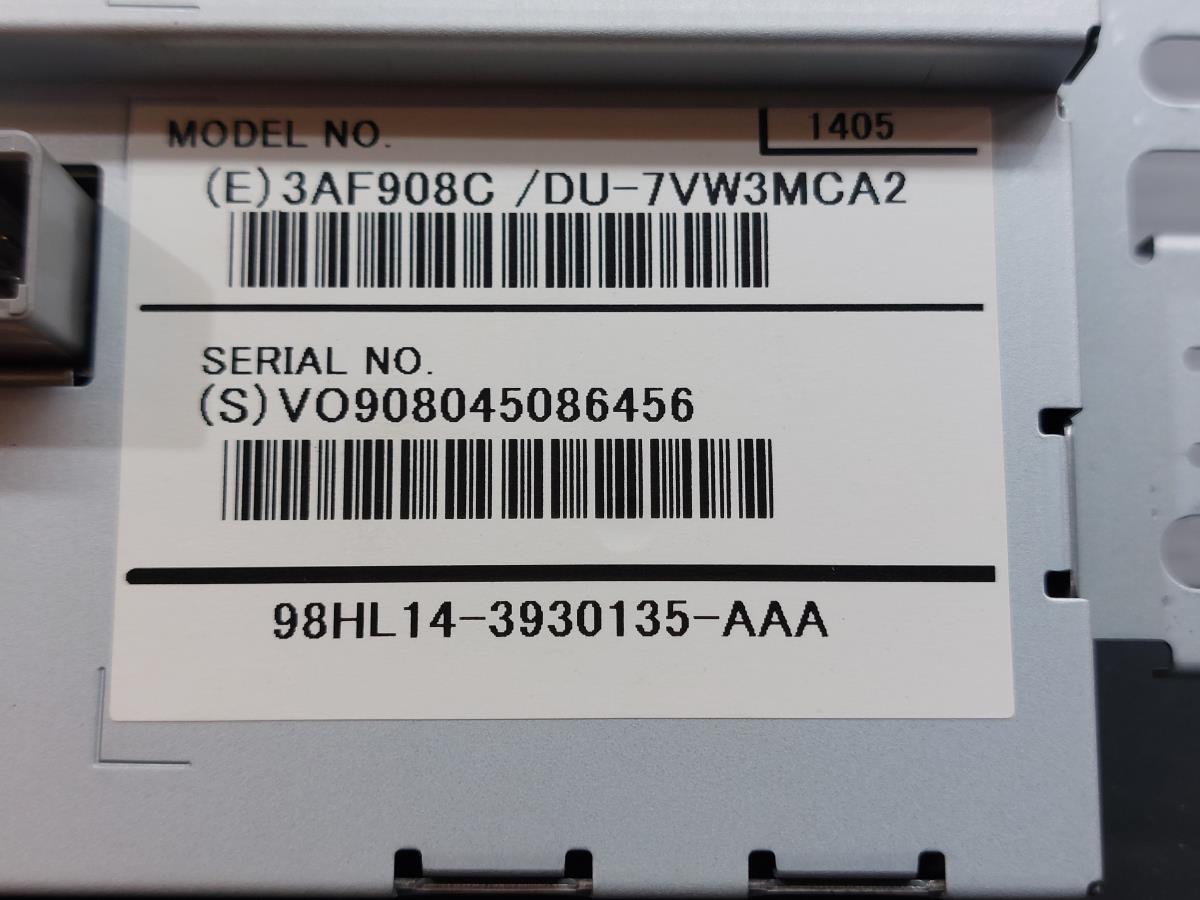 MODEL NO.
1405
(E)3AF908C /DU-7VW3MCA2
SERIAL NO.
(S)VO908045086456
98HL14-3930135-AAA